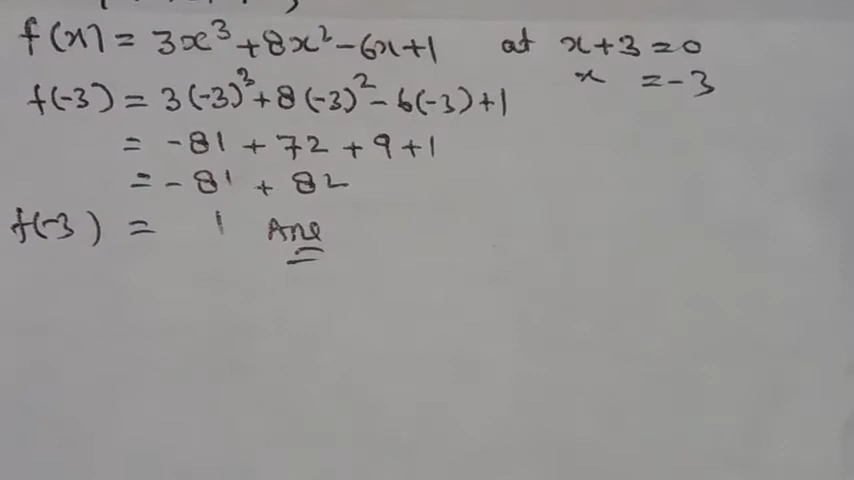 f(x) = 3x³ + 8x² - 6x + 1 at x + 3 = 0
x = -3
f(-3) = 3(-3)³ + 8(-3)² - 6(-3) + 1
= -81 + 72 + 9 + 1
= -81 + 82
f(-3) = 1 Ans